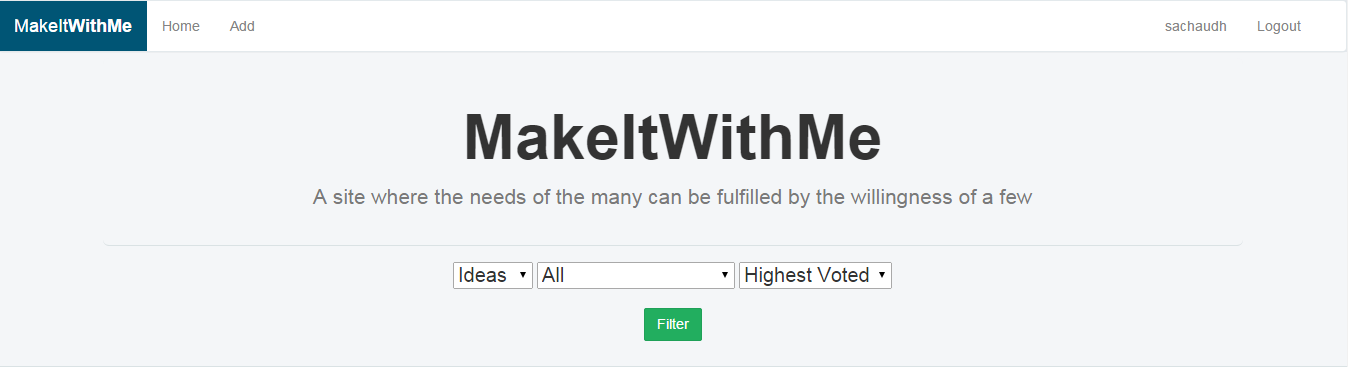 MakeItWithMe Home Add sachaudh Logout
MakeItWithMe
A site where the needs of the many can be fulfilled by the willingness of a few
Ideas All Highest Voted
Filter